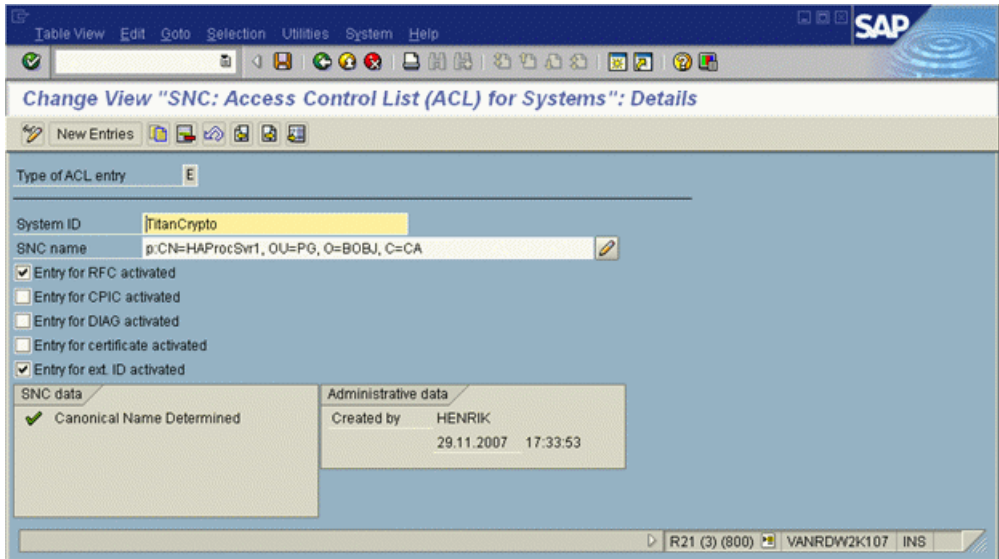 Table View Edit Goto Selection Utilities System Help
SAP
Change View "SNC: Access Control List (ACL) for Systems": Details
New Entries
Type of ACL entry E
System ID TitanCrypto
SNC name p:CN=HAProcSvr1, OU=PG, O=BOBJ, C=CA
Entry for RFC activated
Entry for CPIC activated
Entry for DIAG activated
Entry for certificate activated
Entry for ext. ID activated
SNC data
Canonical Name Determined
Administrative data
Created by HENRIK
29.11.2007 17:33:53
R21 (3) (800) VANRDW2K107 INS